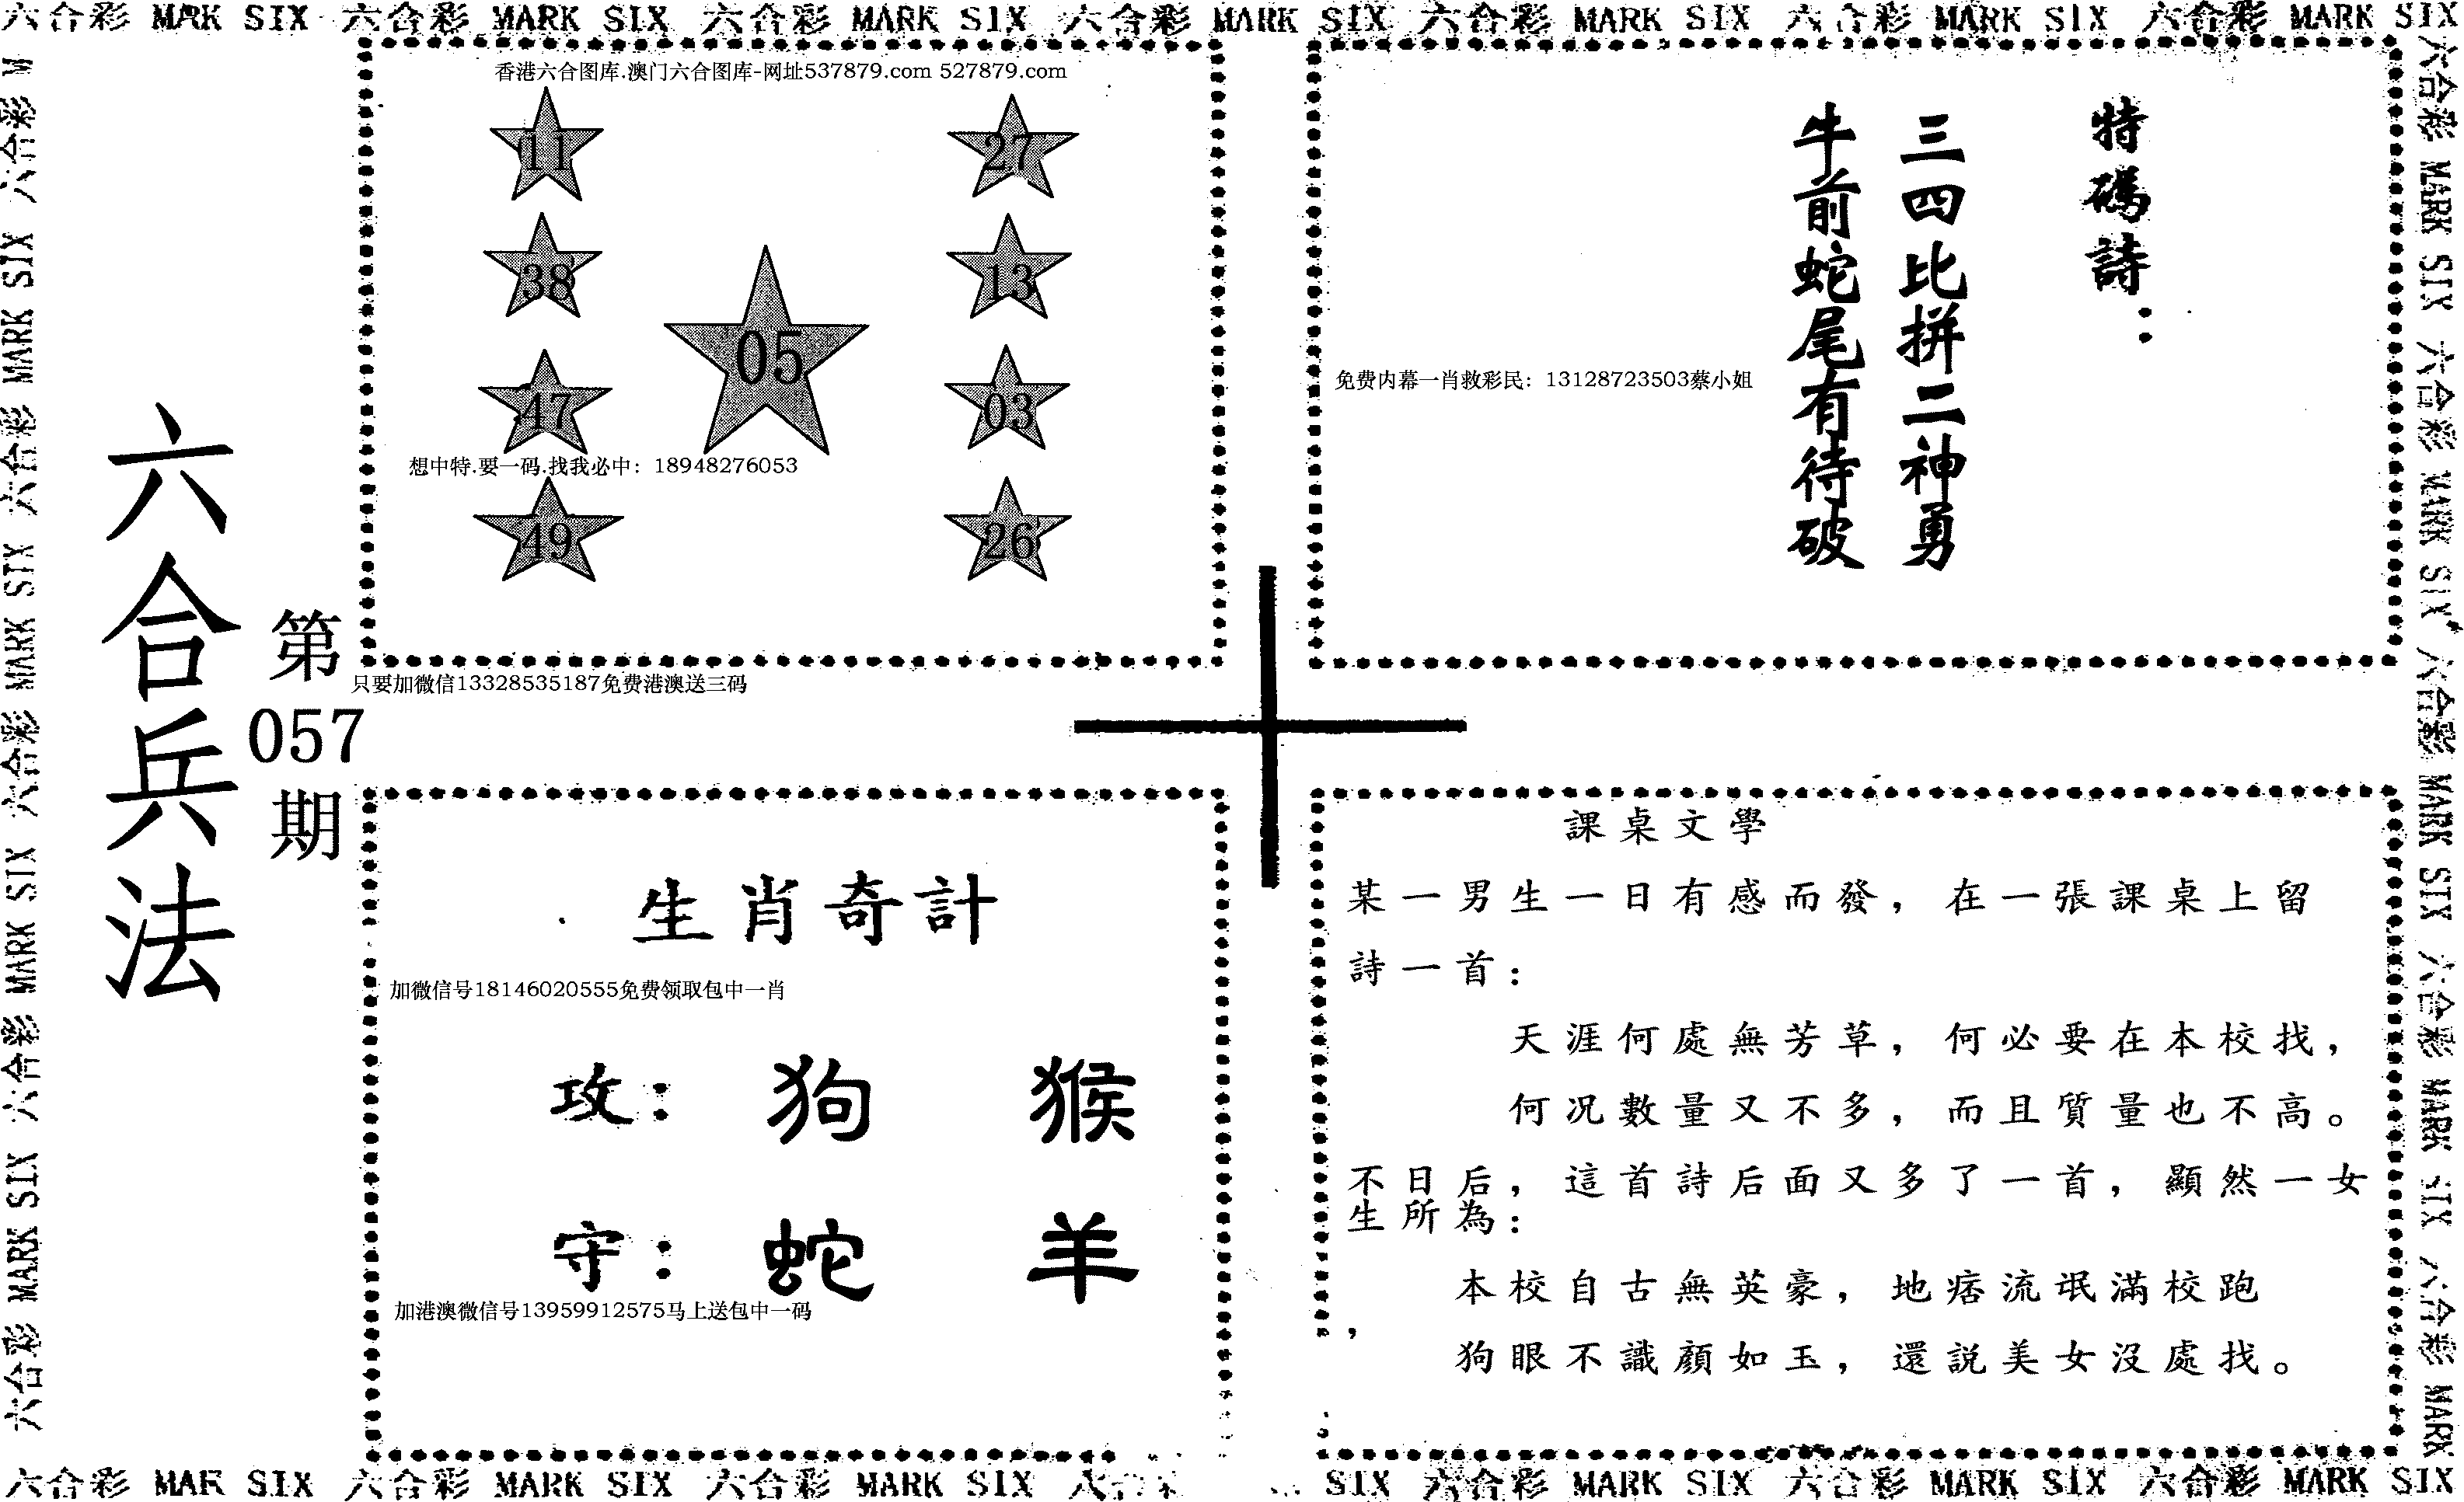 六合彩 MARK SIX 六合彩 MARK SIX 六合彩 MARK SIX 六合彩 MARK SIX 六合彩 MARK SIX 六合彩 MARK SIX 六合彩 MARK SIX
六合兵法
第
057
期
香港六合图库.澳门六合图库-网址537879.com 527879.com
11
27
38
13
05
47
03
想中特.要一码.找我必中：18948276053
49
26
只要加微信13328535187免费港澳送三码
特碼詩：
三四比拼二神勇
牛前蛇尾有待破
免费内幕一肖救彩民：13128723503蔡小姐
生肖奇計
加微信号18146020555免费领取包中一肖
攻：狗 猴
守：蛇 羊
加港澳微信号13959912575马上送包中一码
課桌文學
某一男生一日有感而發，在一張課桌上留
詩一首：
天涯何處無芳草，何必要在本校找，
何况數量又不多，而且質量也不高。
不日后，這首詩后面又多了一首，顯然一女
生所為：
本校自古無英豪，地痞流氓滿校跑
，
狗眼不識顏如玉，還説美女沒處找。
六合彩 MARK SIX 六合彩 MARK SIX 六合彩 MARK SIX
SIX 六合彩 MARK SIX 六合彩 MARK SIX 六合彩 MARK SIX